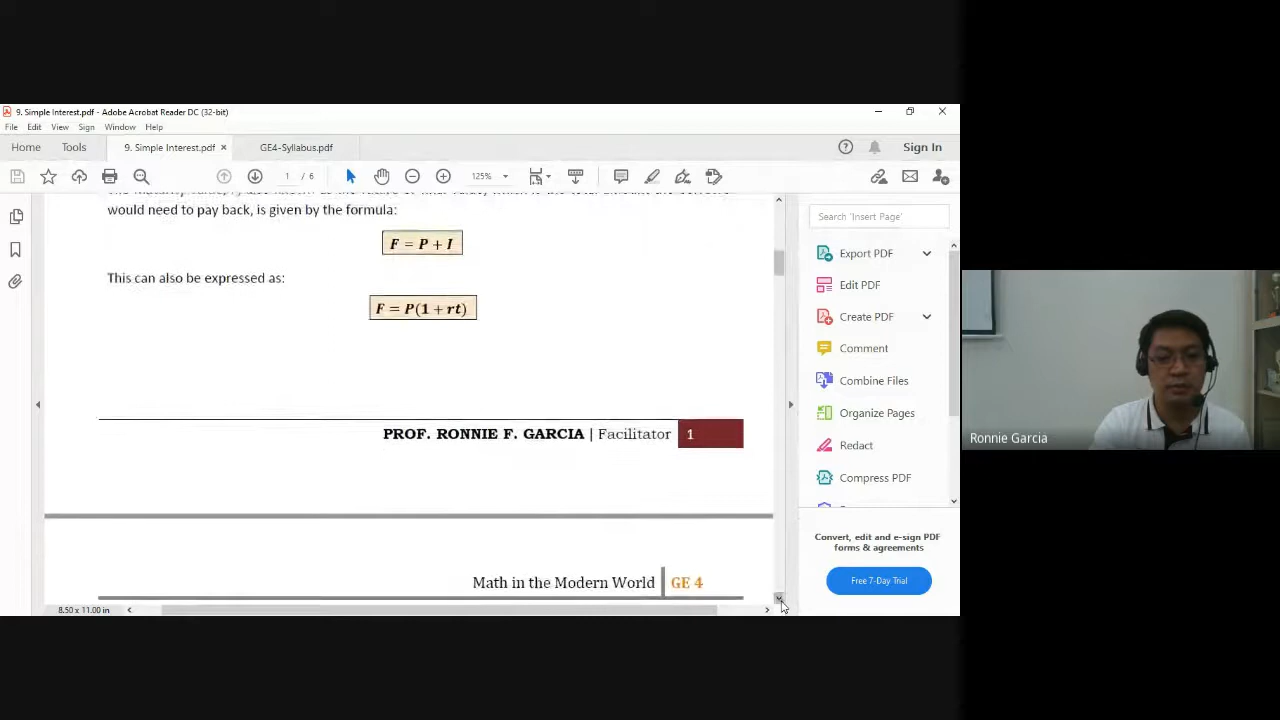 9. Simple Interest.pdf - Adobe Acrobat Reader DC (32-bit)
File Edit View Sign Window Help
Home Tools 9. Simple Interest.pdf × GE4-Syllabus.pdf Sign In
1 / 6 125%
would need to pay back, is given by the formula:
F = P + I
This can also be expressed as:
F = P(1 + rt)
PROF. RONNIE F. GARCIA | Facilitator 1
Math in the Modern World GE 4
8.50 x 11.00 in
Search 'Insert Page'
Export PDF
Edit PDF
Create PDF
Comment
Combine Files
Organize Pages
Redact
Compress PDF
Convert, edit and e-sign PDF
forms & agreements
Free 7-Day Trial
Ronnie Garcia